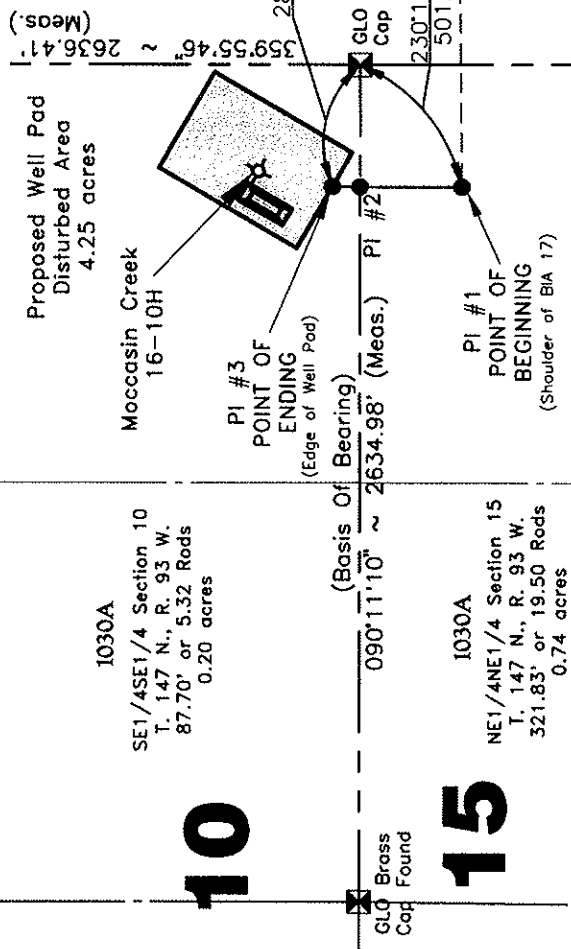 359°55'46" ~ 2636.41'
(Meas.)
Proposed Well Pad
Disturbed Area
4.25 acres
Moccasin Creek
16-10H
PI #3
POINT OF
ENDING
(Edge of Well Pad)
1030A
SE1/4SE1/4 Section 10
T. 147 N., R. 93 W.
87.70' or 5.32 Rods
0.20 acres
10
GLO
Cap
28
230°1
501
PI #2
(Basis Of Bearing)
090°11'10" ~ 2634.98' (Meas.)
PI #1
POINT OF
BEGINNING
(Shoulder of BIA 17)
GLO Brass
Cap Found
1030A
NE1/4NE1/4 Section 15
T. 147 N., R. 93 W.
321.83' or 19.50 Rods
0.74 acres
15